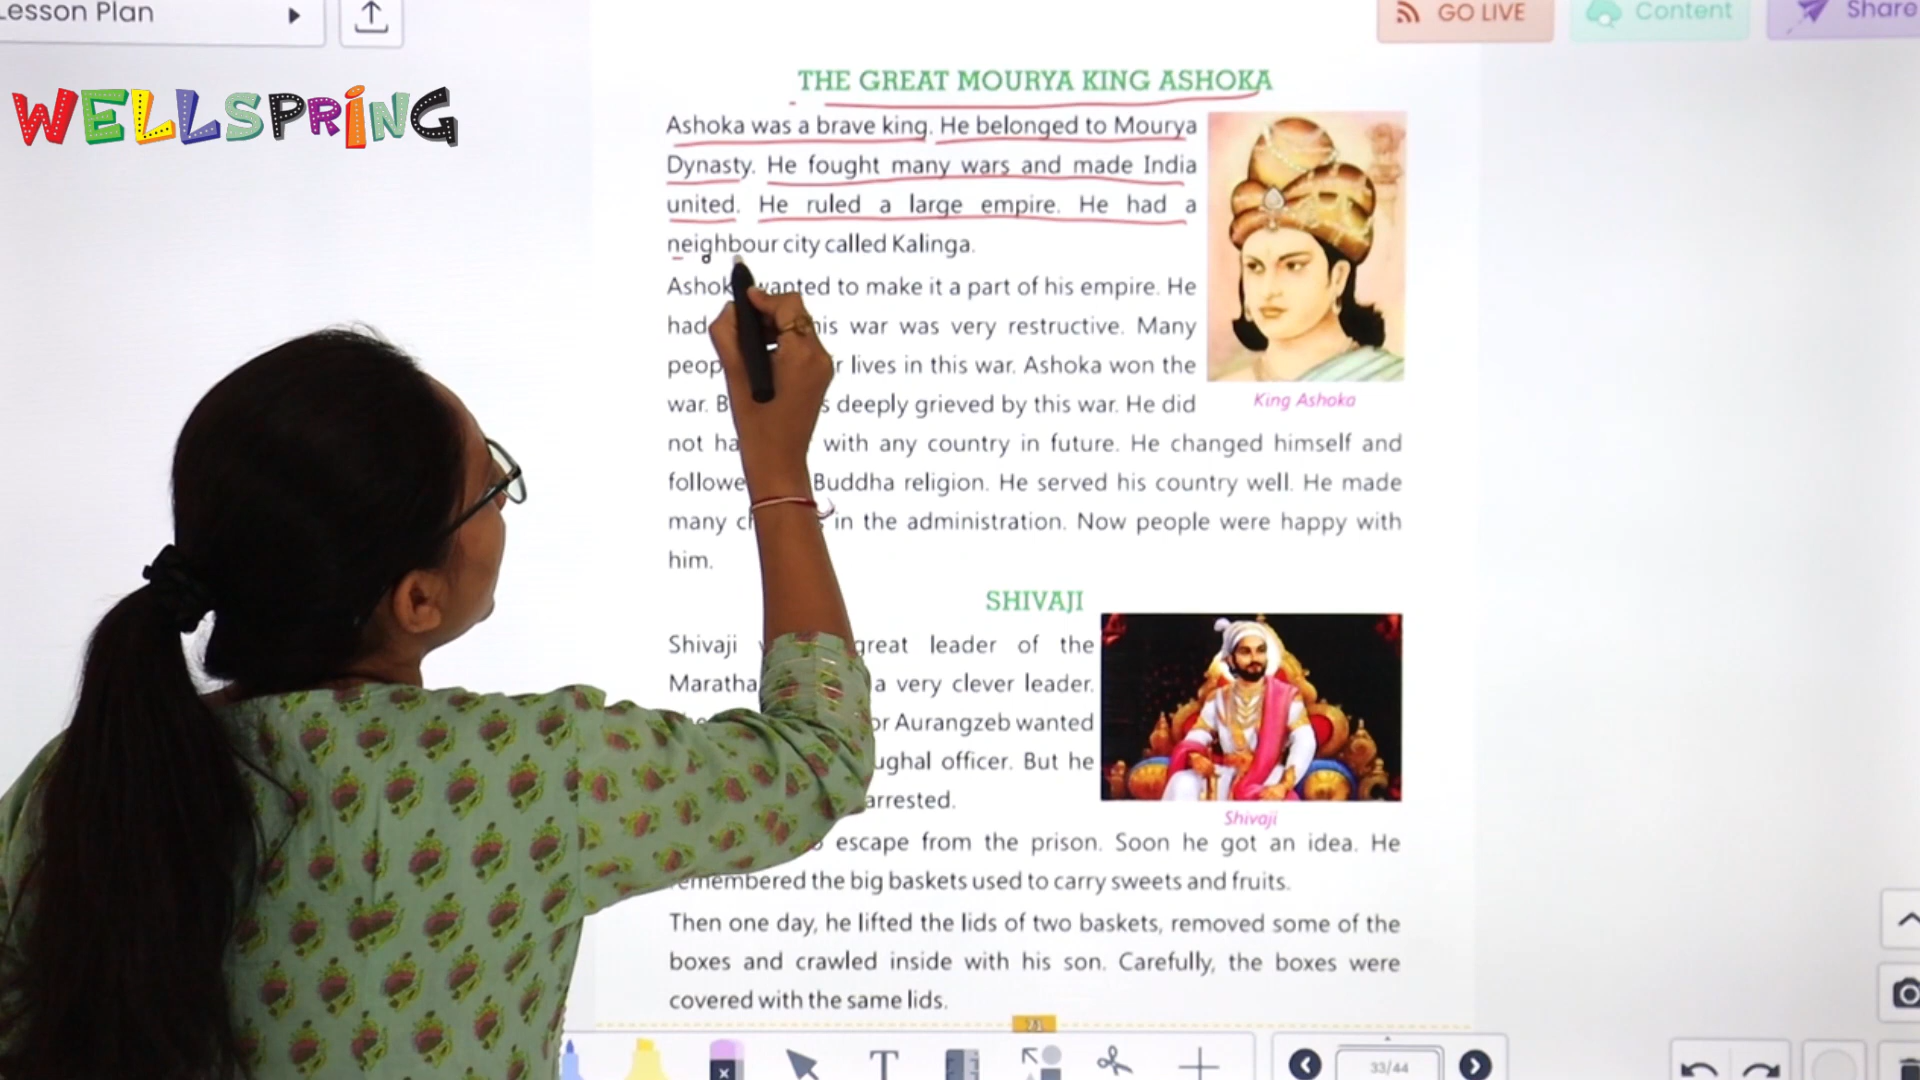 Lesson Plan
GO LIVE
Content
Share
WELLSPRING
THE GREAT MOURYA KING ASHOKA
Ashoka was a brave king. He belonged to Mourya
Dynasty. He fought many wars and made India
united. He ruled a large empire. He had a
neighbour city called Kalinga.
wanted to make it a part of his empire. He
had war was very restructive. Many
lives in this war. Ashoka won the
war. deeply grieved by this war. He did
not with any country in future. He changed himself and
Buddha religion. He served his country well. He made
many in the administration. Now people were happy with
him.
King Ashoka
SHIVAJI
Shivaji great leader of the
Maratha a very clever leader.
Aurangzeb wanted
officer. But he
arrested.
Shivaji
escape from the prison. Soon he got an idea. He
remembered the big baskets used to carry sweets and fruits.
Then one day, he lifted the lids of two baskets, removed some of the
boxes and crawled inside with his son. Carefully, the boxes were
covered with the same lids.
71
T
33/44